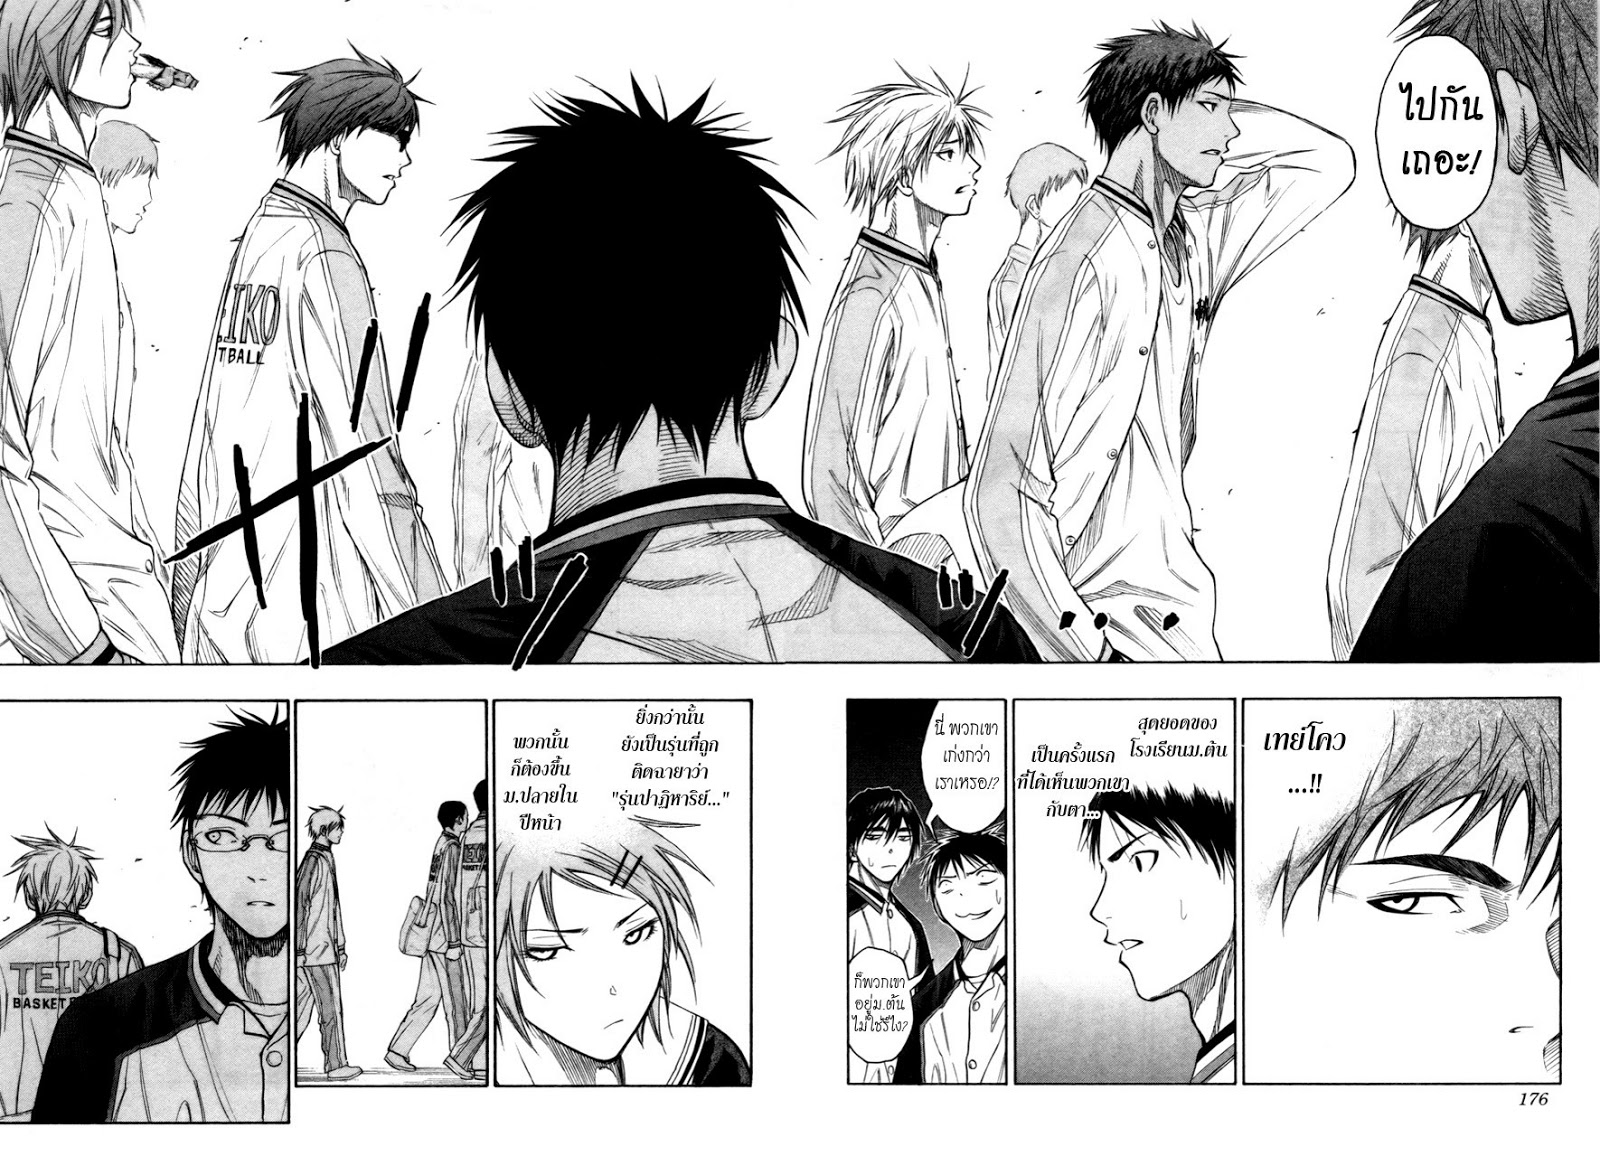 ไปกัน
เถอะ!
TEIKO
TBALL
เทย์โคว
...!!
สุดยอดของ
โรงเรียนม.ต้น
เป็นครั้งแรก
ที่ได้เห็นพวกเขา
กับตา...
นี่ พวกเขา
เก่งกว่า
เราเหรอ!?
ก็พวกเขา
อยู่ม.ต้น
ไม่ใช่รึไง?
ยิ่งกว่านั้น
ยังเป็นรุ่นที่ถูก
ติดฉายาว่า
"รุ่นปาฏิหาริย์..."
พวกนั้น
ก็ต้องขึ้น
ม.ปลายใน
ปีหน้า
TEIKO
BASKET
176